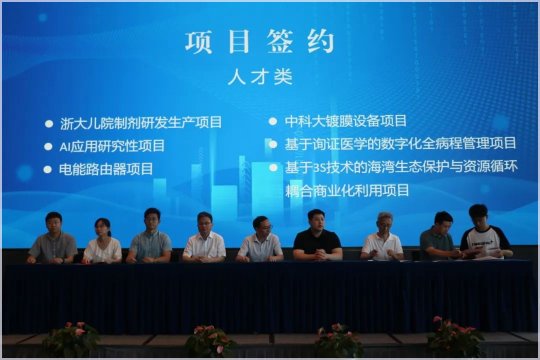 项目签约
人才类
浙大儿院制剂研发生产项目
AI应用研究性项目
电能路由器项目
中科大镀膜设备项目
基于询证医学的数字化全病程管理项目
基于3S技术的海湾生态保护与资源循环
耦合商业化利用项目